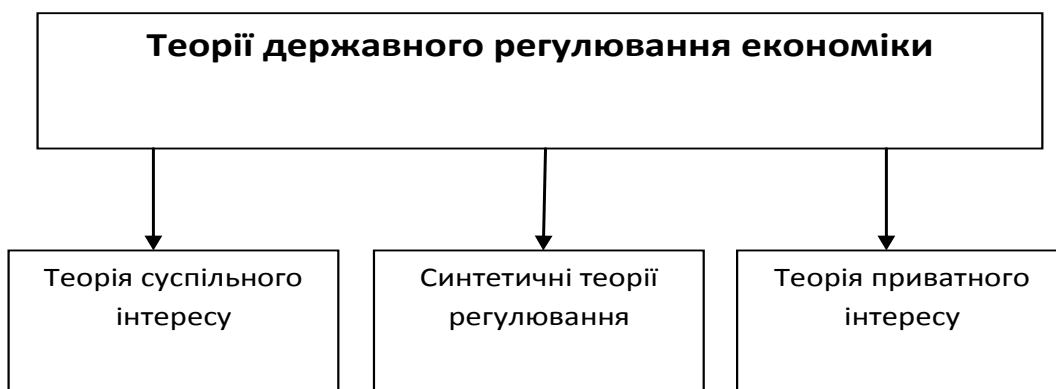 Теорії державного регулювання економіки
Теорія суспільного
інтересу
Синтетичні теорії
регулювання
Теорія приватного
інтересу